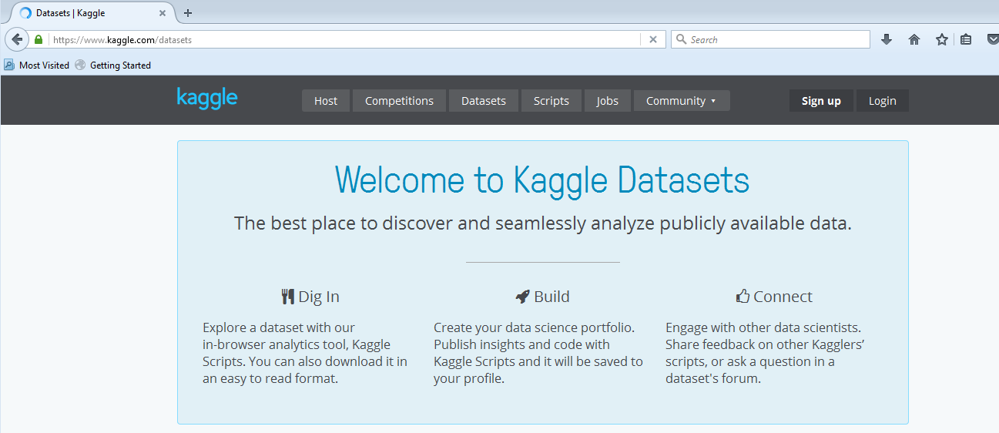 Datasets | Kaggle
https://www.kaggle.com/datasets
Search
Most Visited Getting Started
kaggle Host Competitions Datasets Scripts Jobs Community Sign up Login
Welcome to Kaggle Datasets
The best place to discover and seamlessly analyze publicly available data.
Dig In
Explore a dataset with our
in-browser analytics tool, Kaggle
Scripts. You can also download it in
an easy to read format.
Build
Create your data science portfolio.
Publish insights and code with
Kaggle Scripts and it will be saved to
your profile.
Connect
Engage with other data scientists.
Share feedback on other Kagglers’
scripts, or ask a question in a
dataset's forum.